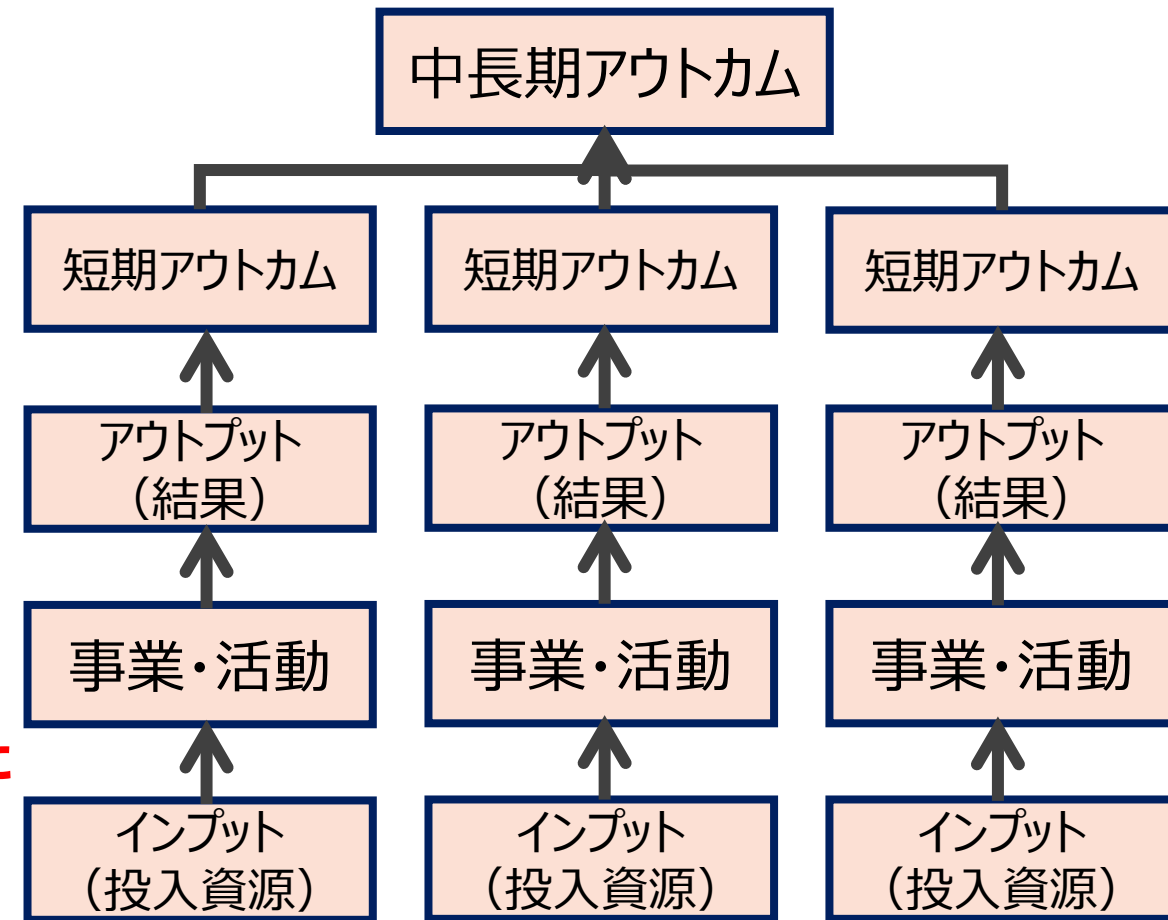 中長期アウトカム
短期アウトカム
短期アウトカム
短期アウトカム
アウトプット
(結果)
アウトプット
(結果)
アウトプット
(結果)
事業・活動
事業・活動
事業・活動
インプット
(投入資源)
インプット
(投入資源)
インプット
(投入資源)